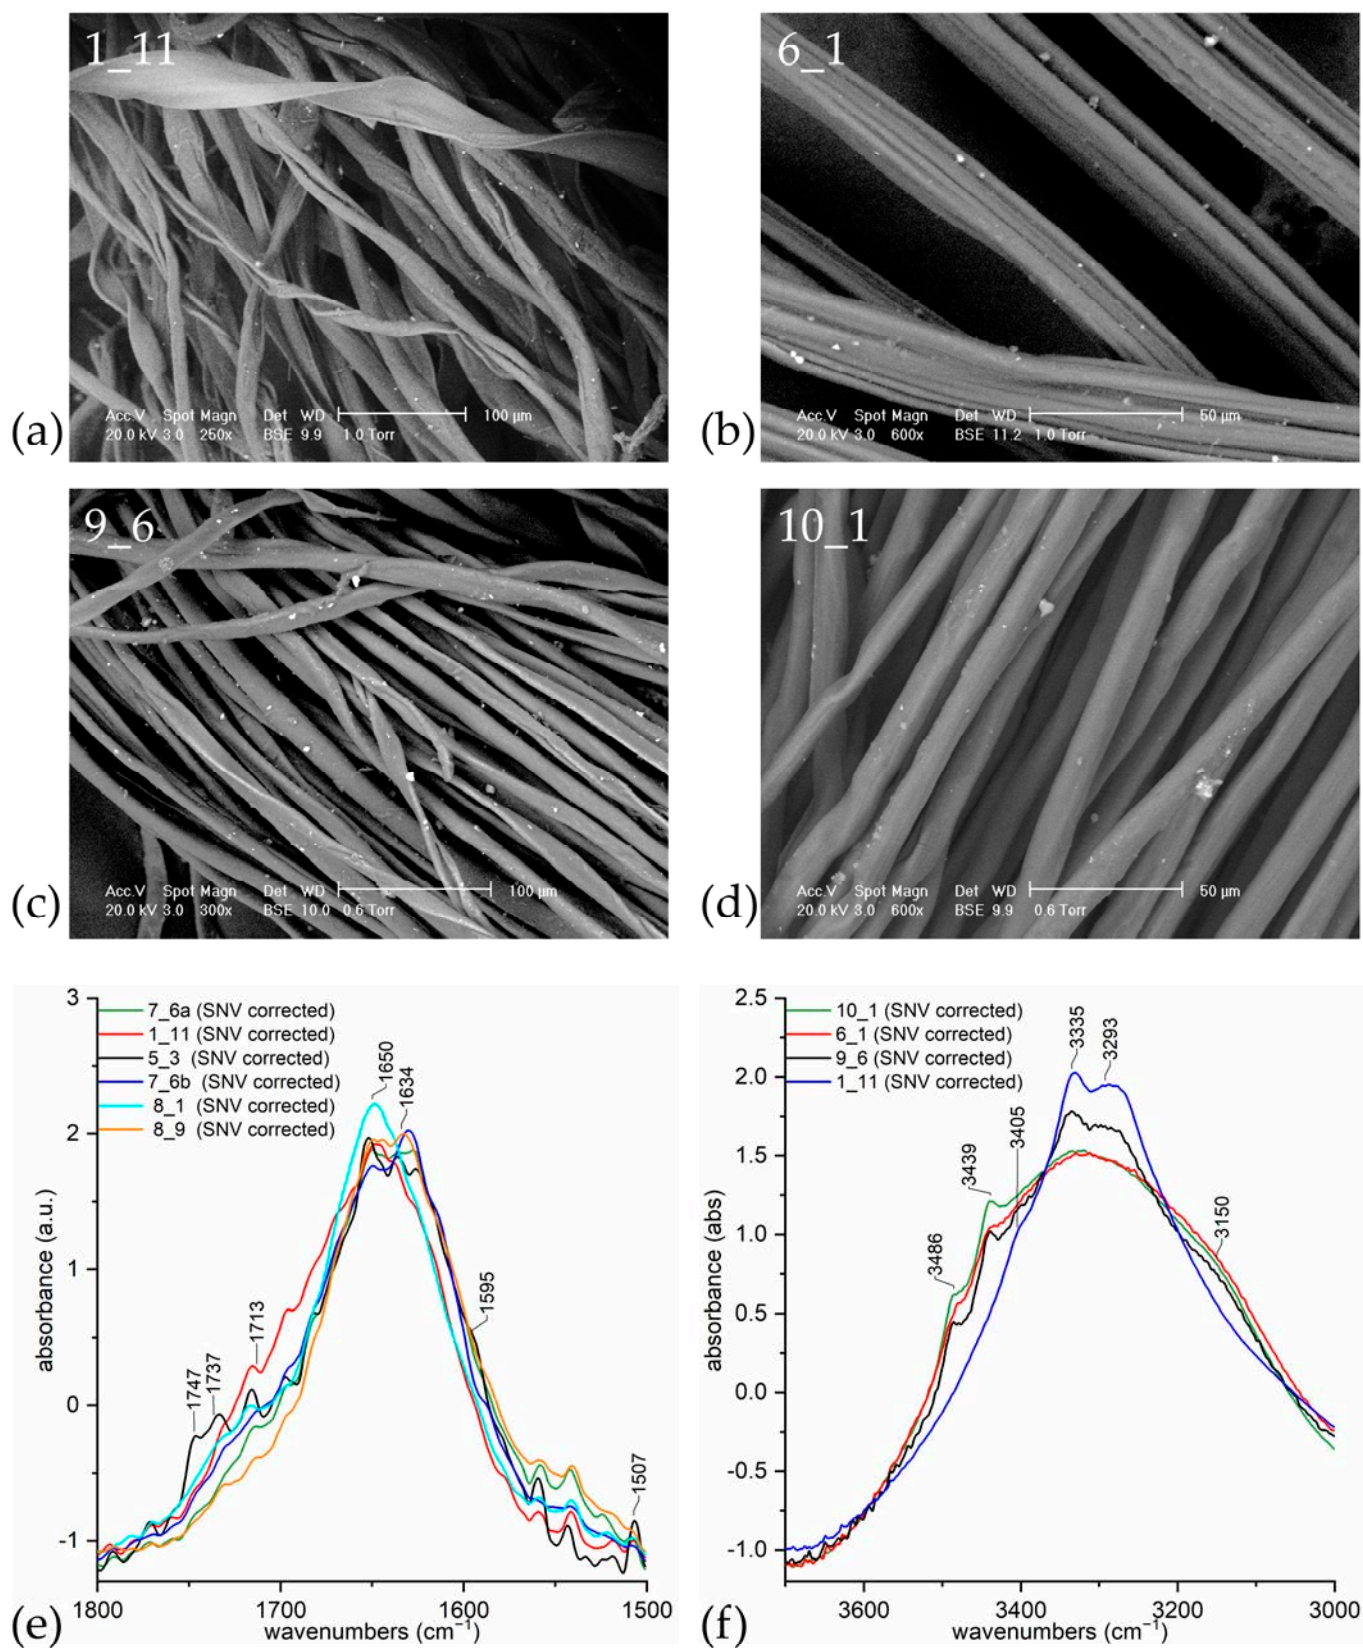 1_11
Acc.V Spot Magn Det WD 100 µm
20.0 kV 3.0 250x BSE 9.9 1.0 Torr
(a)
6_1
Acc.V Spot Magn Det WD 50 µm
20.0 kV 3.0 600x BSE 11.2 1.0 Torr
(b)
9_6
Acc.V Spot Magn Det WD 100 µm
20.0 kV 3.0 300x BSE 10.0 0.6 Torr
(c)
10_1
Acc.V Spot Magn Det WD 50 µm
20.0 kV 3.0 600x BSE 9.9 0.6 Torr
(d)
7_6a (SNV corrected)
1_11 (SNV corrected)
5_3 (SNV corrected)
7_6b (SNV corrected)
8_1 (SNV corrected)
8_9 (SNV corrected)
1747
1737
1713
1650
1634
1595
1507
3
2
1
0
-1
absorbance (a.u.)
1800 1700 1600 1500
wavenumbers (cm⁻¹)
(e)
10_1 (SNV corrected)
6_1 (SNV corrected)
9_6 (SNV corrected)
1_11 (SNV corrected)
3486
3439
3405
3335
3293
3150
2.5
2.0
1.5
1.0
0.5
0.0
-0.5
-1.0
absorbance (abs)
3600 3400 3200 3000
wavenumbers (cm⁻¹)
(f)